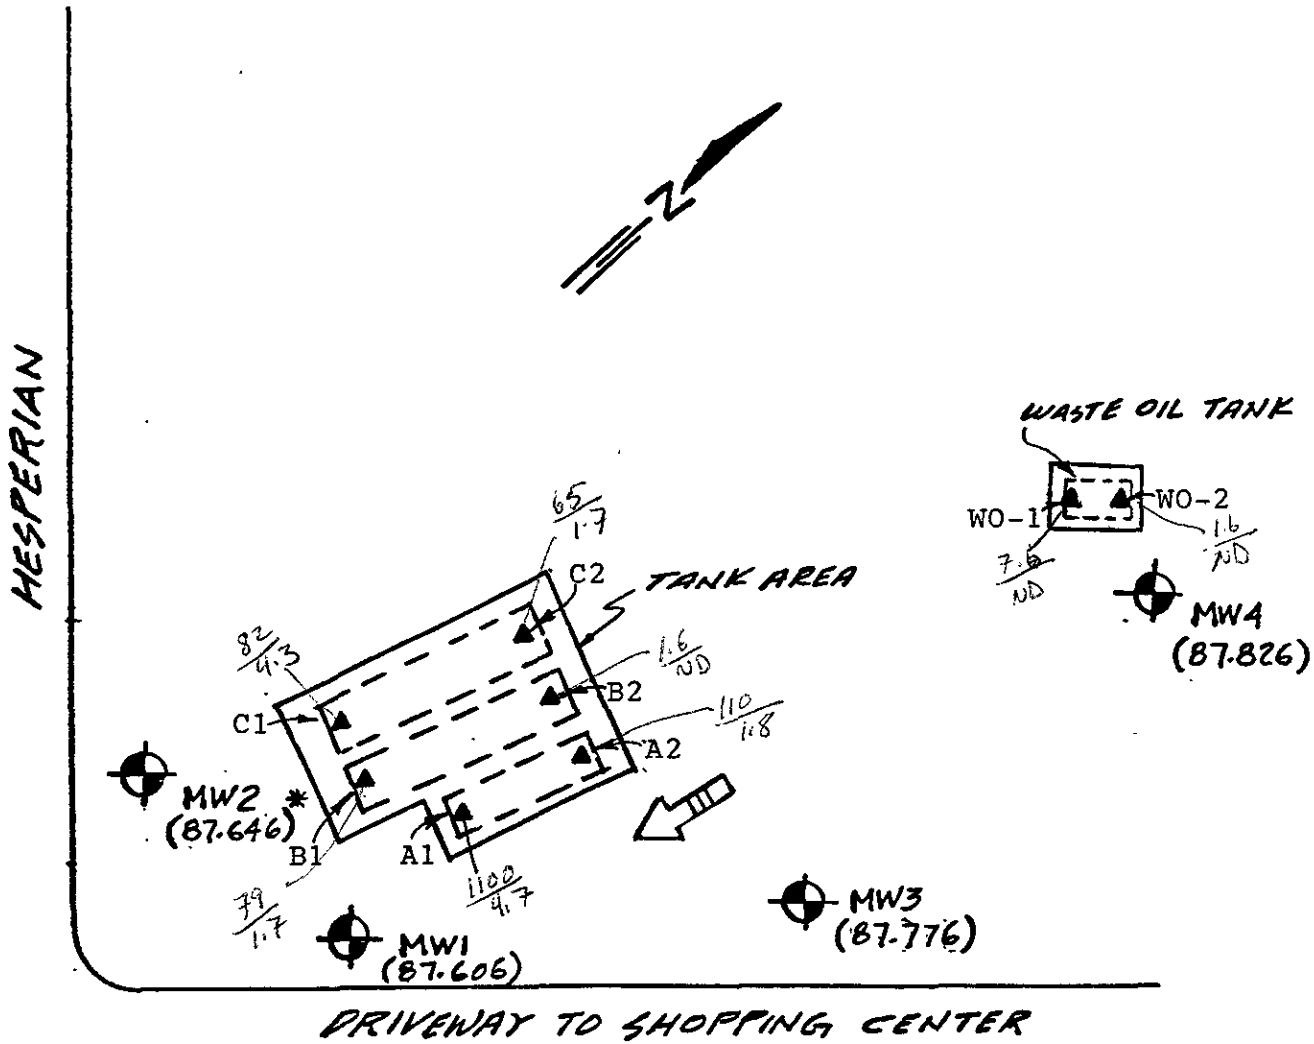 N
HESPERIAN
WASTE OIL TANK
WO-1
WO-2
7.6
ND
1.6
ND
MW4
(87.826)
65
1.7
C2
TANK AREA
82
4.3
C1
1.6
ND
B2
110
1.8
A2
MW2 *
(87.646)
B1
A1
79
1.7
1100
4.7
MW1
(87.606)
MW3
(87.776)
DRIVEWAY TO SHOPPING CENTER